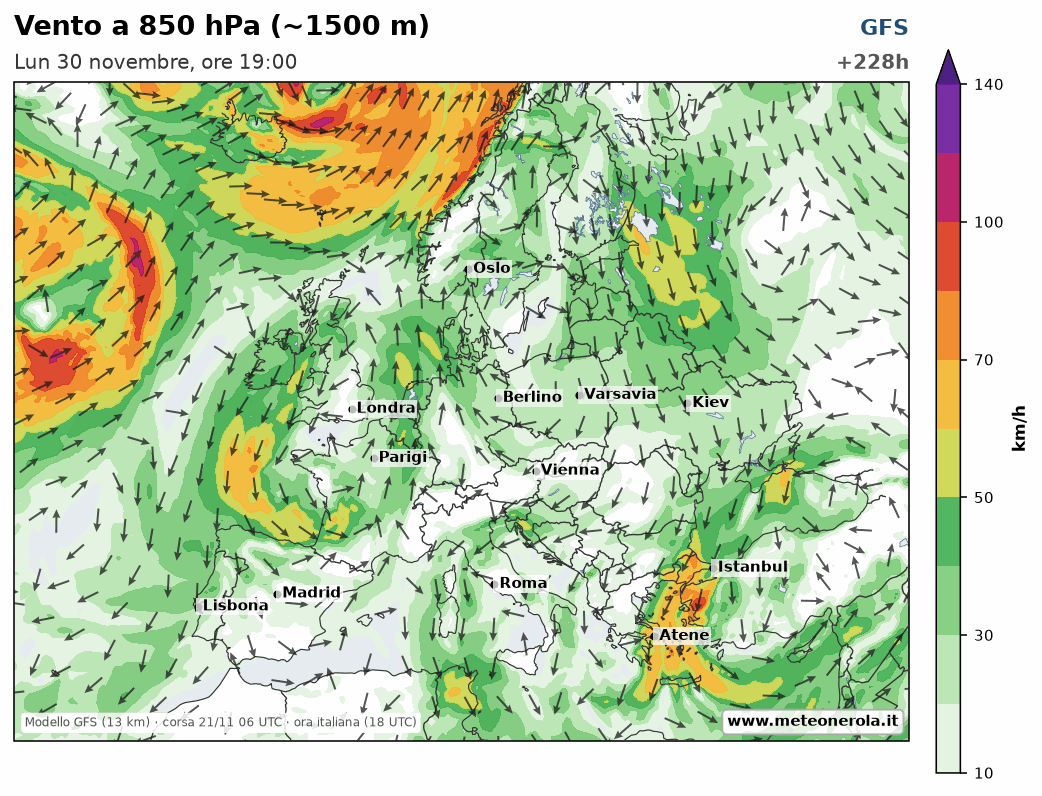 Vento a 850 hPa (~1500 m)
GFS
Lun 30 novembre, ore 19:00
+228h
140
100
70
50
30
10
km/h
Oslo
Londra
Berlino
Varsavia
Kiev
Parigi
Vienna
Istanbul
Roma
Madrid
Lisbona
Atene
Modello GFS (13 km) · corsa 21/11 06 UTC · ora italiana (18 UTC)
www.meteonerola.it